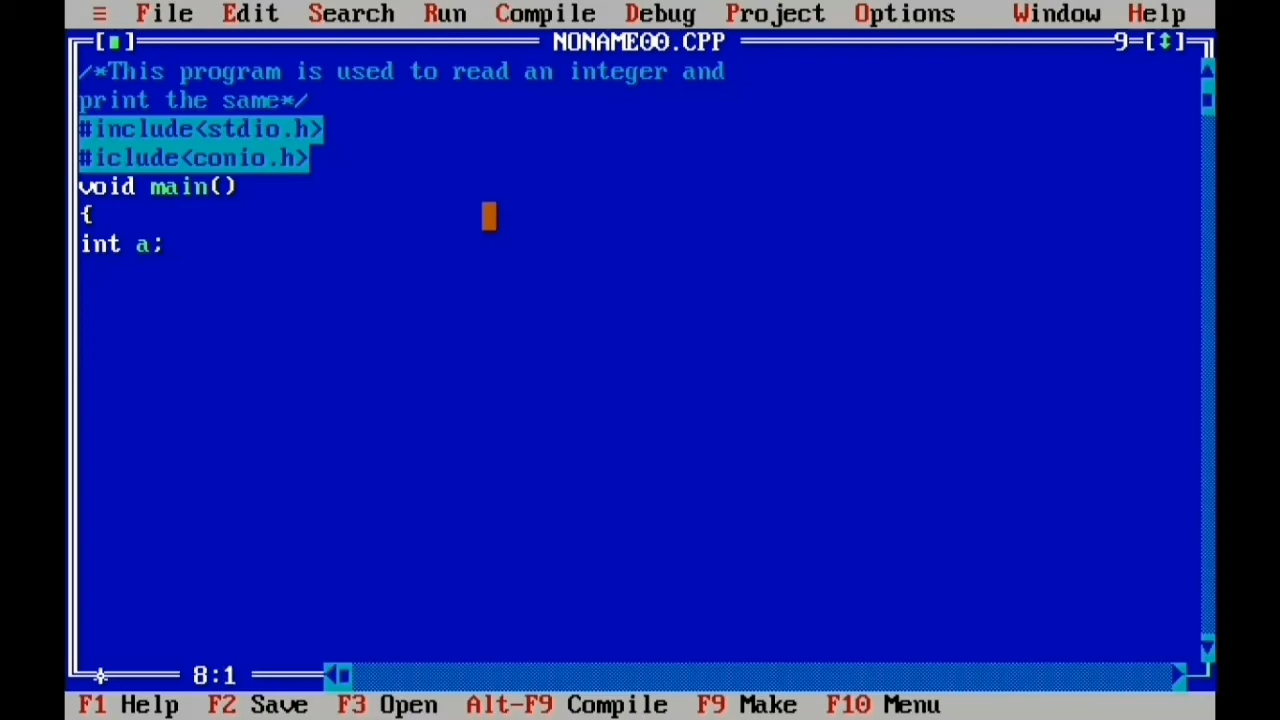 ≡ File Edit Search Run Compile Debug Project Options Window Help
[■] NONAME00.CPP 9=[↕]
/*This program is used to read an integer and
print the same*/
#include<stdio.h>
#iclude<conio.h>
void main()
{
int a;
8:1
F1 Help F2 Save F3 Open Alt-F9 Compile F9 Make F10 Menu